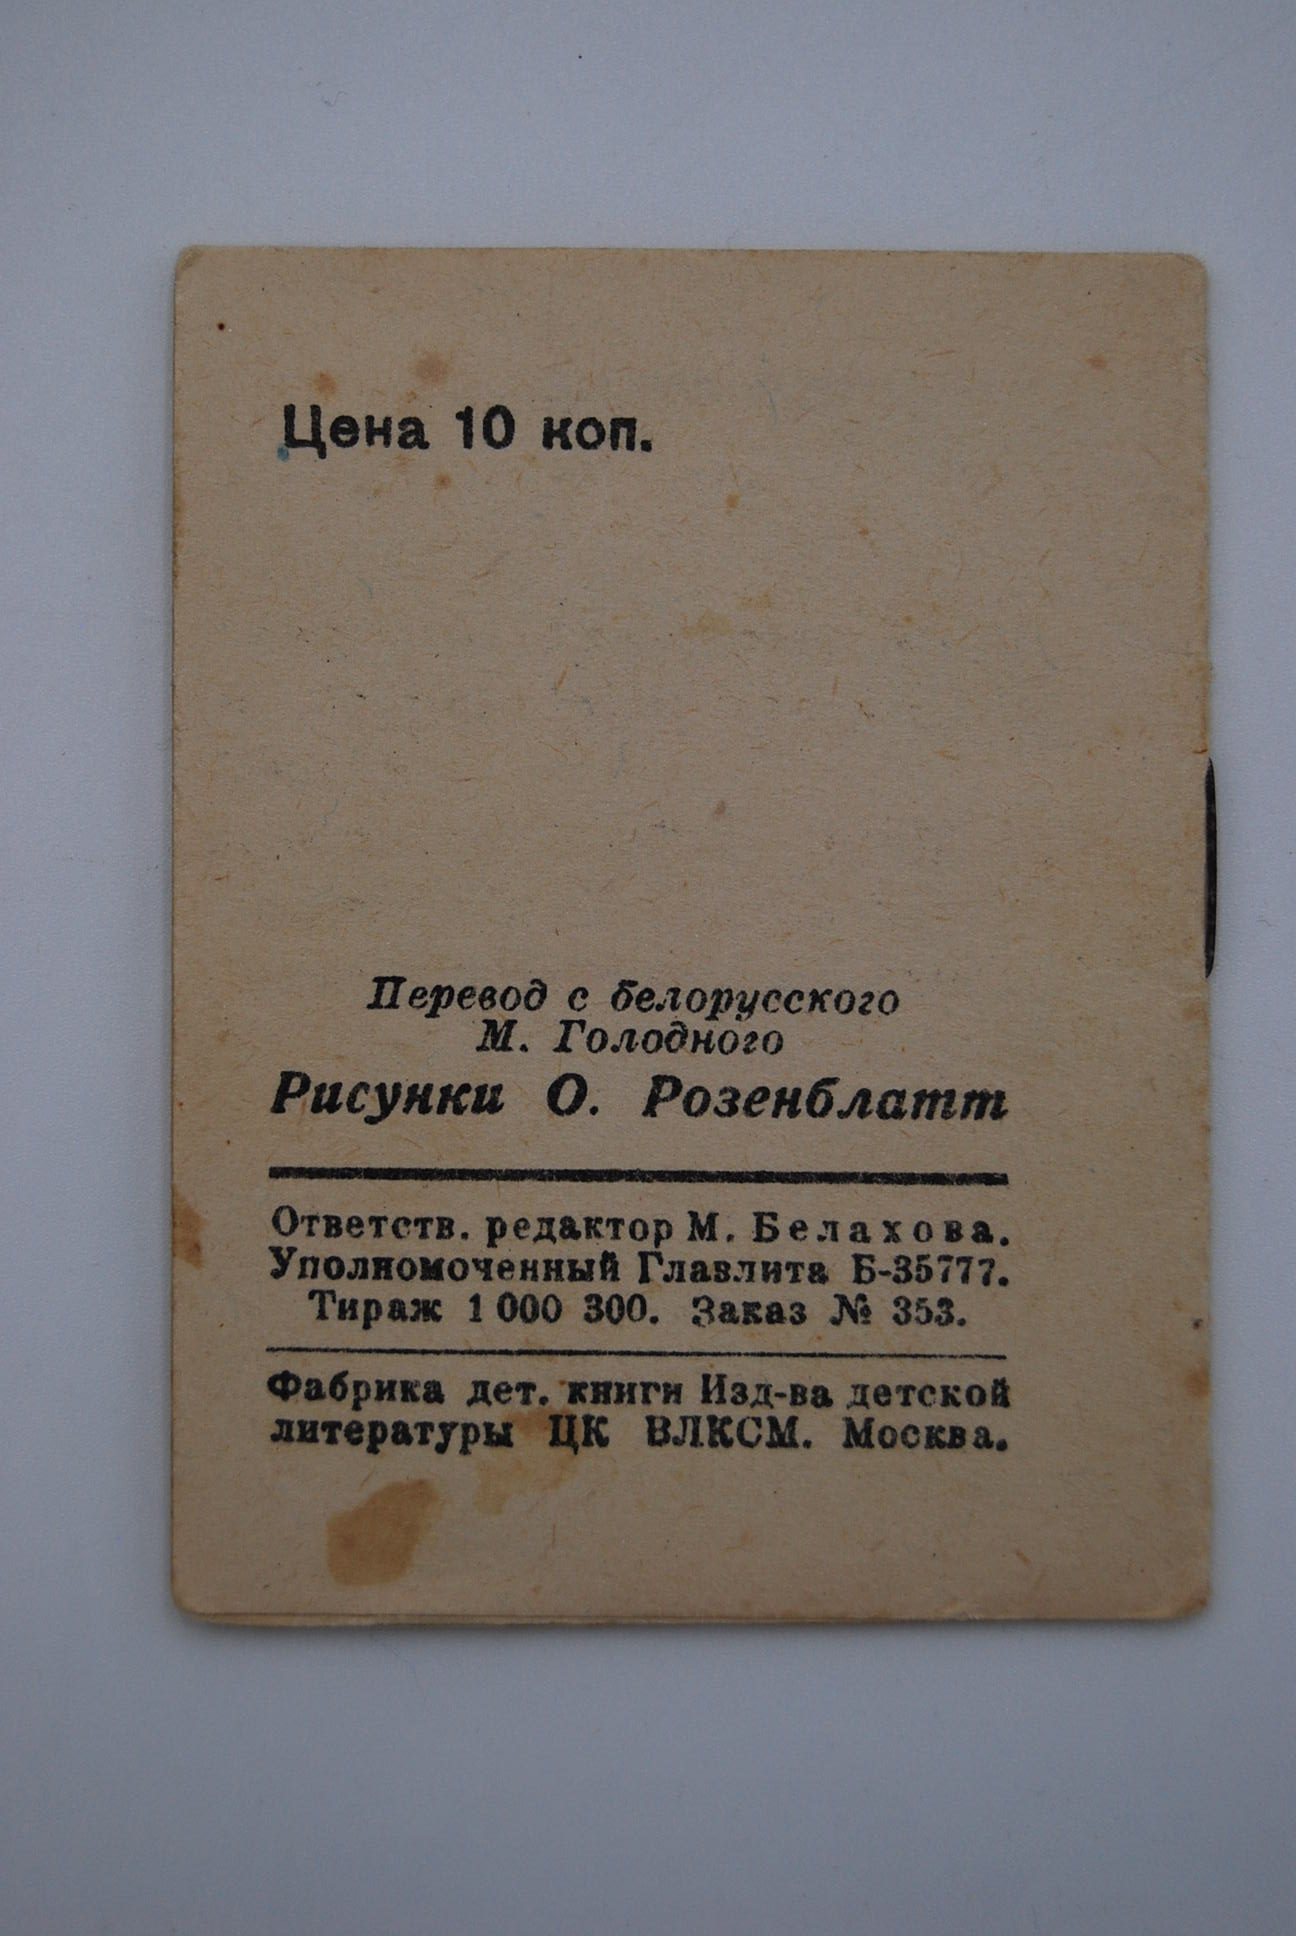 Цена 10 коп.
Перевод с белорусского
М. Голодного
Рисунки О. Розенблатт
Ответств. редактор М. Белахова.
Уполномоченный Главлита Б-35777.
Тираж 1 000 300. Заказ № 353.
Фабрика дет. книги Изд-ва детской
литературы ЦК ВЛКСМ. Москва.